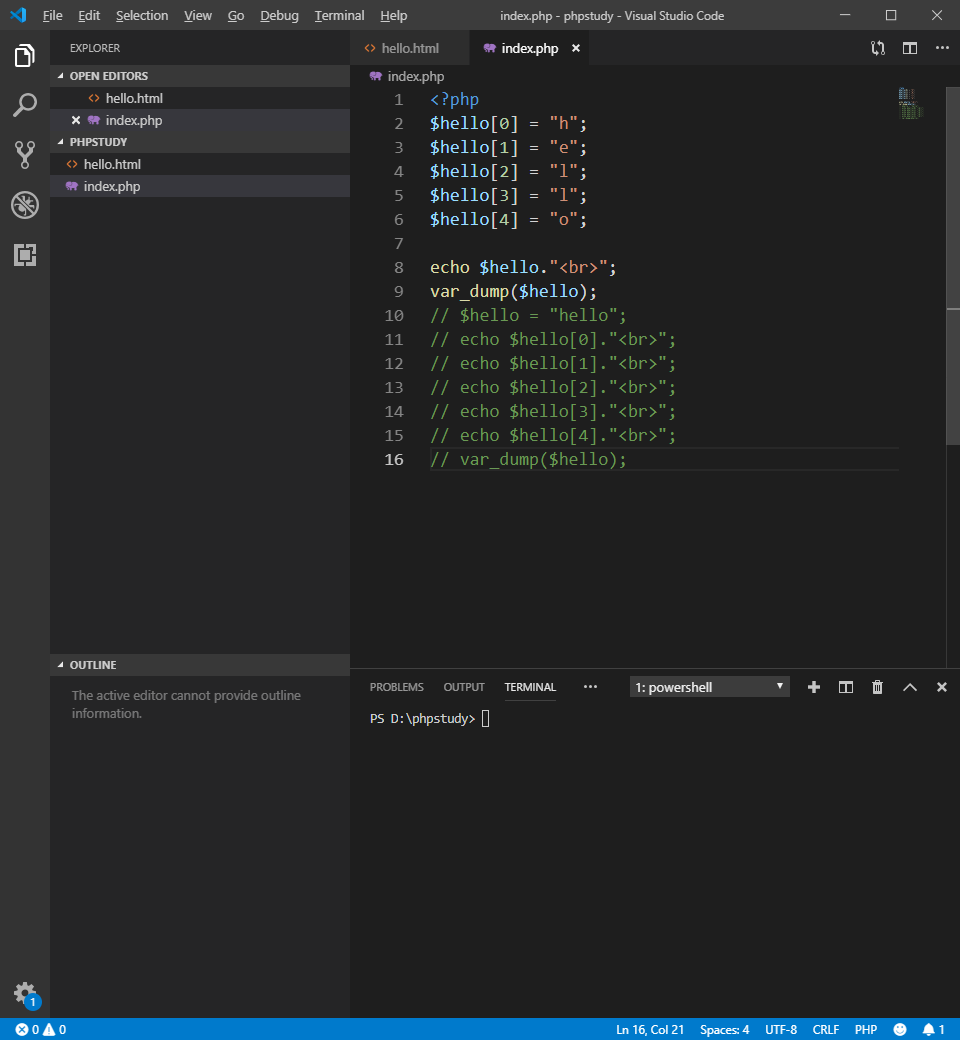 File Edit Selection View Go Debug Terminal Help index.php - phpstudy - Visual Studio Code
EXPLORER
OPEN EDITORS
hello.html
index.php
PHPSTUDY
hello.html
index.php
OUTLINE
The active editor cannot provide outline
information.
hello.html index.php
index.php
1 <?php
2 $hello[0] = "h";
3 $hello[1] = "e";
4 $hello[2] = "l";
5 $hello[3] = "l";
6 $hello[4] = "o";
7
8 echo $hello."<br>";
9 var_dump($hello);
10 // $hello = "hello";
11 // echo $hello[0]."<br>";
12 // echo $hello[1]."<br>";
13 // echo $hello[2]."<br>";
14 // echo $hello[3]."<br>";
15 // echo $hello[4]."<br>";
16 // var_dump($hello);
PROBLEMS OUTPUT TERMINAL ··· 1: powershell
PS D:\phpstudy>
1
0 0 Ln 16, Col 21 Spaces: 4 UTF-8 CRLF PHP 1